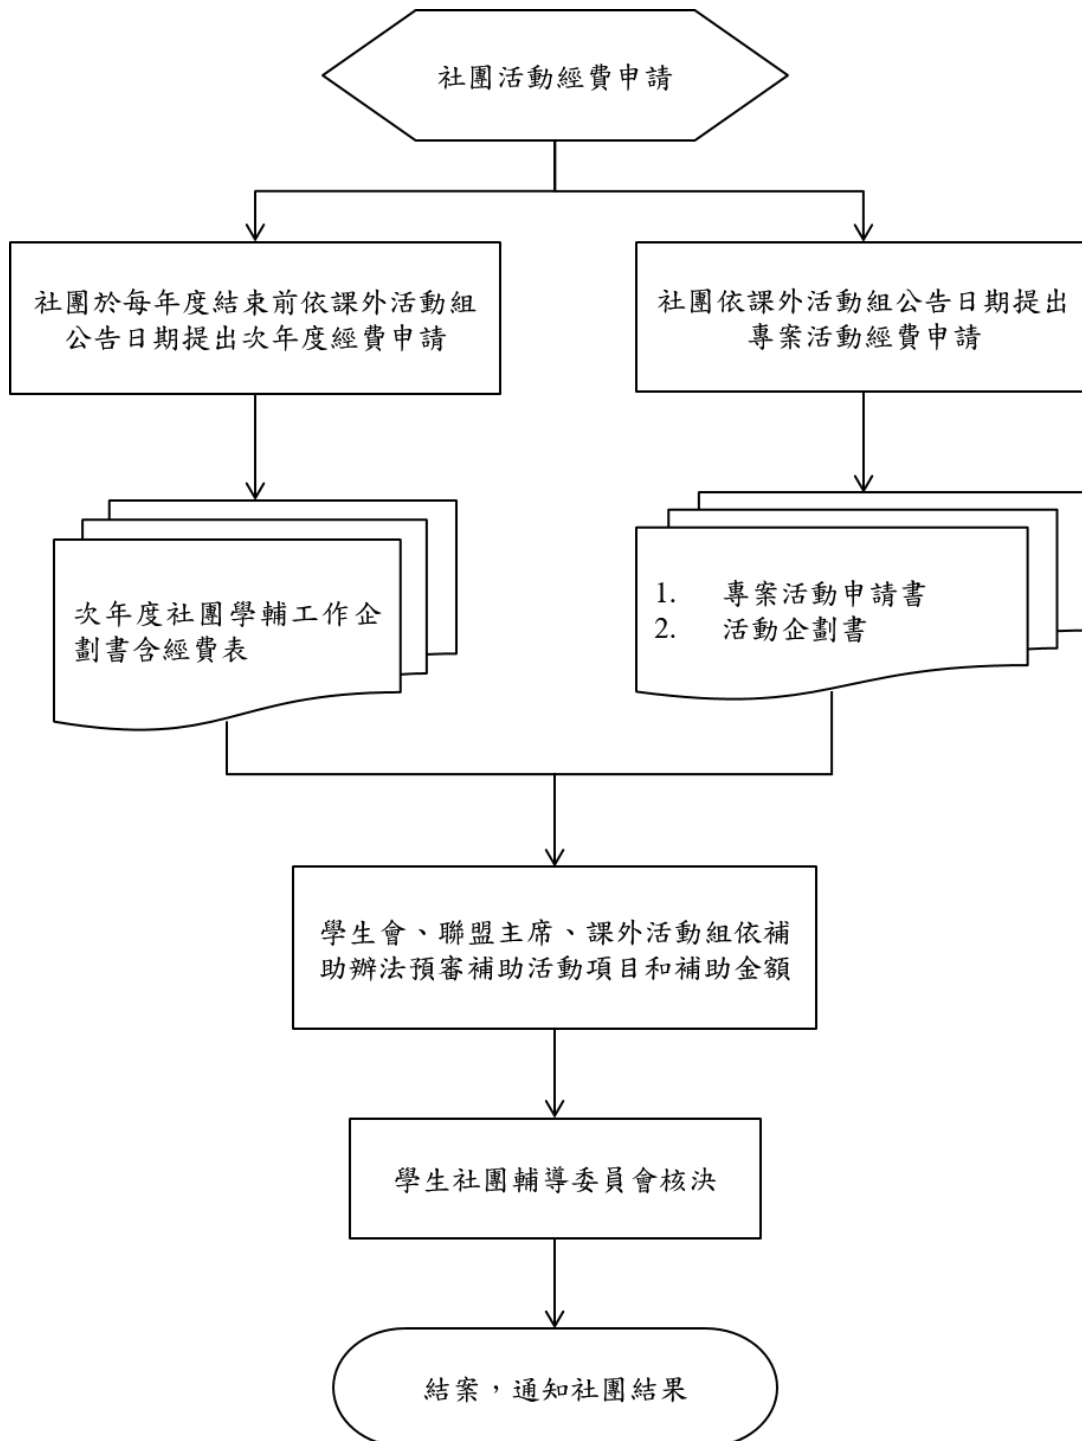 社團活動經費申請
社團於每年度結束前依課外活動組
公告日期提出次年度經費申請
社團依課外活動組公告日期提出
專案活動經費申請
次年度社團學輔工作企
劃書含經費表
1. 專案活動申請書
2. 活動企劃書
學生會、聯盟主席、課外活動組依補
助辦法預審補助活動項目和補助金額
學生社團輔導委員會核決
結案，通知社團結果